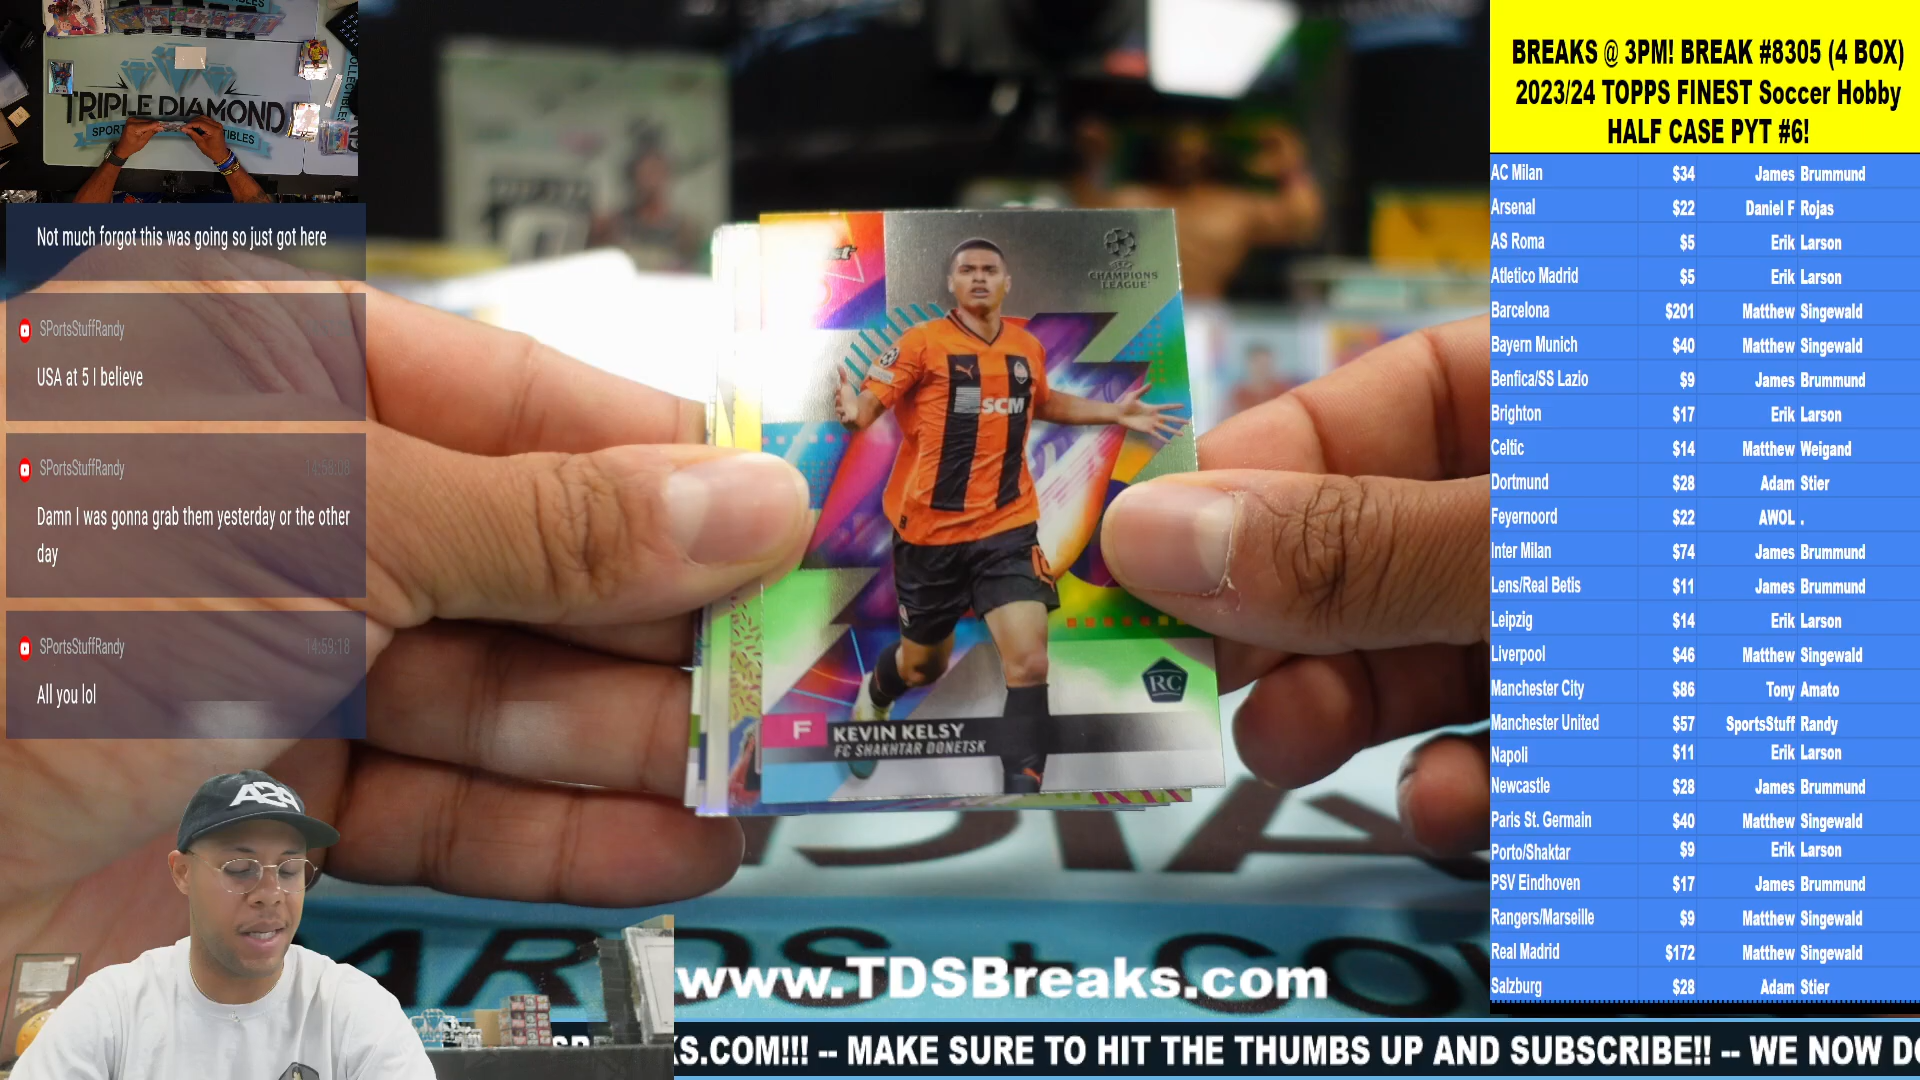 TRIPLE DIAMOND
Not much forgot this was going so just got here
SPortsStuffRandy
USA at 5 I believe
SPortsStuffRandy 14:58:08
Damn I was gonna grab them yesterday or the other
day
SPortsStuffRandy 14:59:18
All you lol
CHAMPIONS
LEAGUE
SCM
RC
F KEVIN KELSY
FC SHAKHTAR DONETSK
www.TDSBreaks.com
S.COM!!! -- MAKE SURE TO HIT THE THUMBS UP AND SUBSCRIBE!! -- WE NOW
BREAKS @ 3PM! BREAK #8305 (4 BOX)
2023/24 TOPPS FINEST Soccer Hobby
HALF CASE PYT #6!
AC Milan $34 James Brummund
Arsenal $22 Daniel F Rojas
AS Roma $5 Erik Larson
Atletico Madrid $5 Erik Larson
Barcelona $201 Matthew Singewald
Bayern Munich $40 Matthew Singewald
Benfica/SS Lazio $9 James Brummund
Brighton $17 Erik Larson
Celtic $14 Matthew Weigand
Dortmund $28 Adam Stier
Feyernoord $22 AWOL .
Inter Milan $74 James Brummund
Lens/Real Betis $11 James Brummund
Leipzig $14 Erik Larson
Liverpool $46 Matthew Singewald
Manchester City $86 Tony Amato
Manchester United $57 SportsStuff Randy
Napoli $11 Erik Larson
Newcastle $28 James Brummund
Paris St. Germain $40 Matthew Singewald
Porto/Shaktar $9 Erik Larson
PSV Eindhoven $17 James Brummund
Rangers/Marseille $9 Matthew Singewald
Real Madrid $172 Matthew Singewald
Salzburg $28 Adam Stier